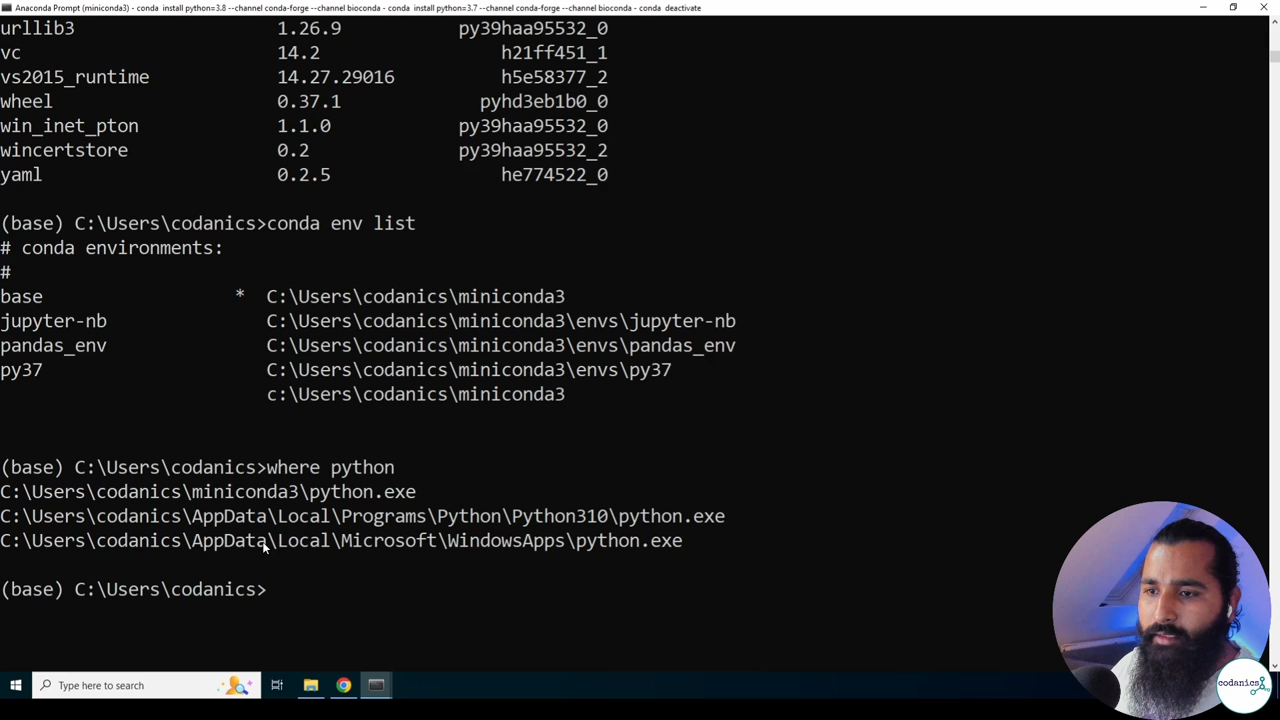 Anaconda Prompt (miniconda3) - conda install python=3.8 --channel conda-forge --channel bioconda - conda install python=3.7 --channel conda-forge --channel bioconda - conda deactivate
urllib3 1.26.9 py39haa95532_0
vc 14.2 h21ff451_1
vs2015_runtime 14.27.29016 h5e58377_2
wheel 0.37.1 pyhd3eb1b0_0
win_inet_pton 1.1.0 py39haa95532_0
wincertstore 0.2 py39haa95532_2
yaml 0.2.5 he774522_0
(base) C:\Users\codanics>conda env list
# conda environments:
#
base * C:\Users\codanics\miniconda3
jupyter-nb C:\Users\codanics\miniconda3\envs\jupyter-nb
pandas_env C:\Users\codanics\miniconda3\envs\pandas_env
py37 C:\Users\codanics\miniconda3\envs\py37
c:\Users\codanics\miniconda3
(base) C:\Users\codanics>where python
C:\Users\codanics\miniconda3\python.exe
C:\Users\codanics\AppData\Local\Programs\Python\Python310\python.exe
C:\Users\codanics\AppData\Local\Microsoft\WindowsApps\python.exe
(base) C:\Users\codanics>
Type here to search
codanics